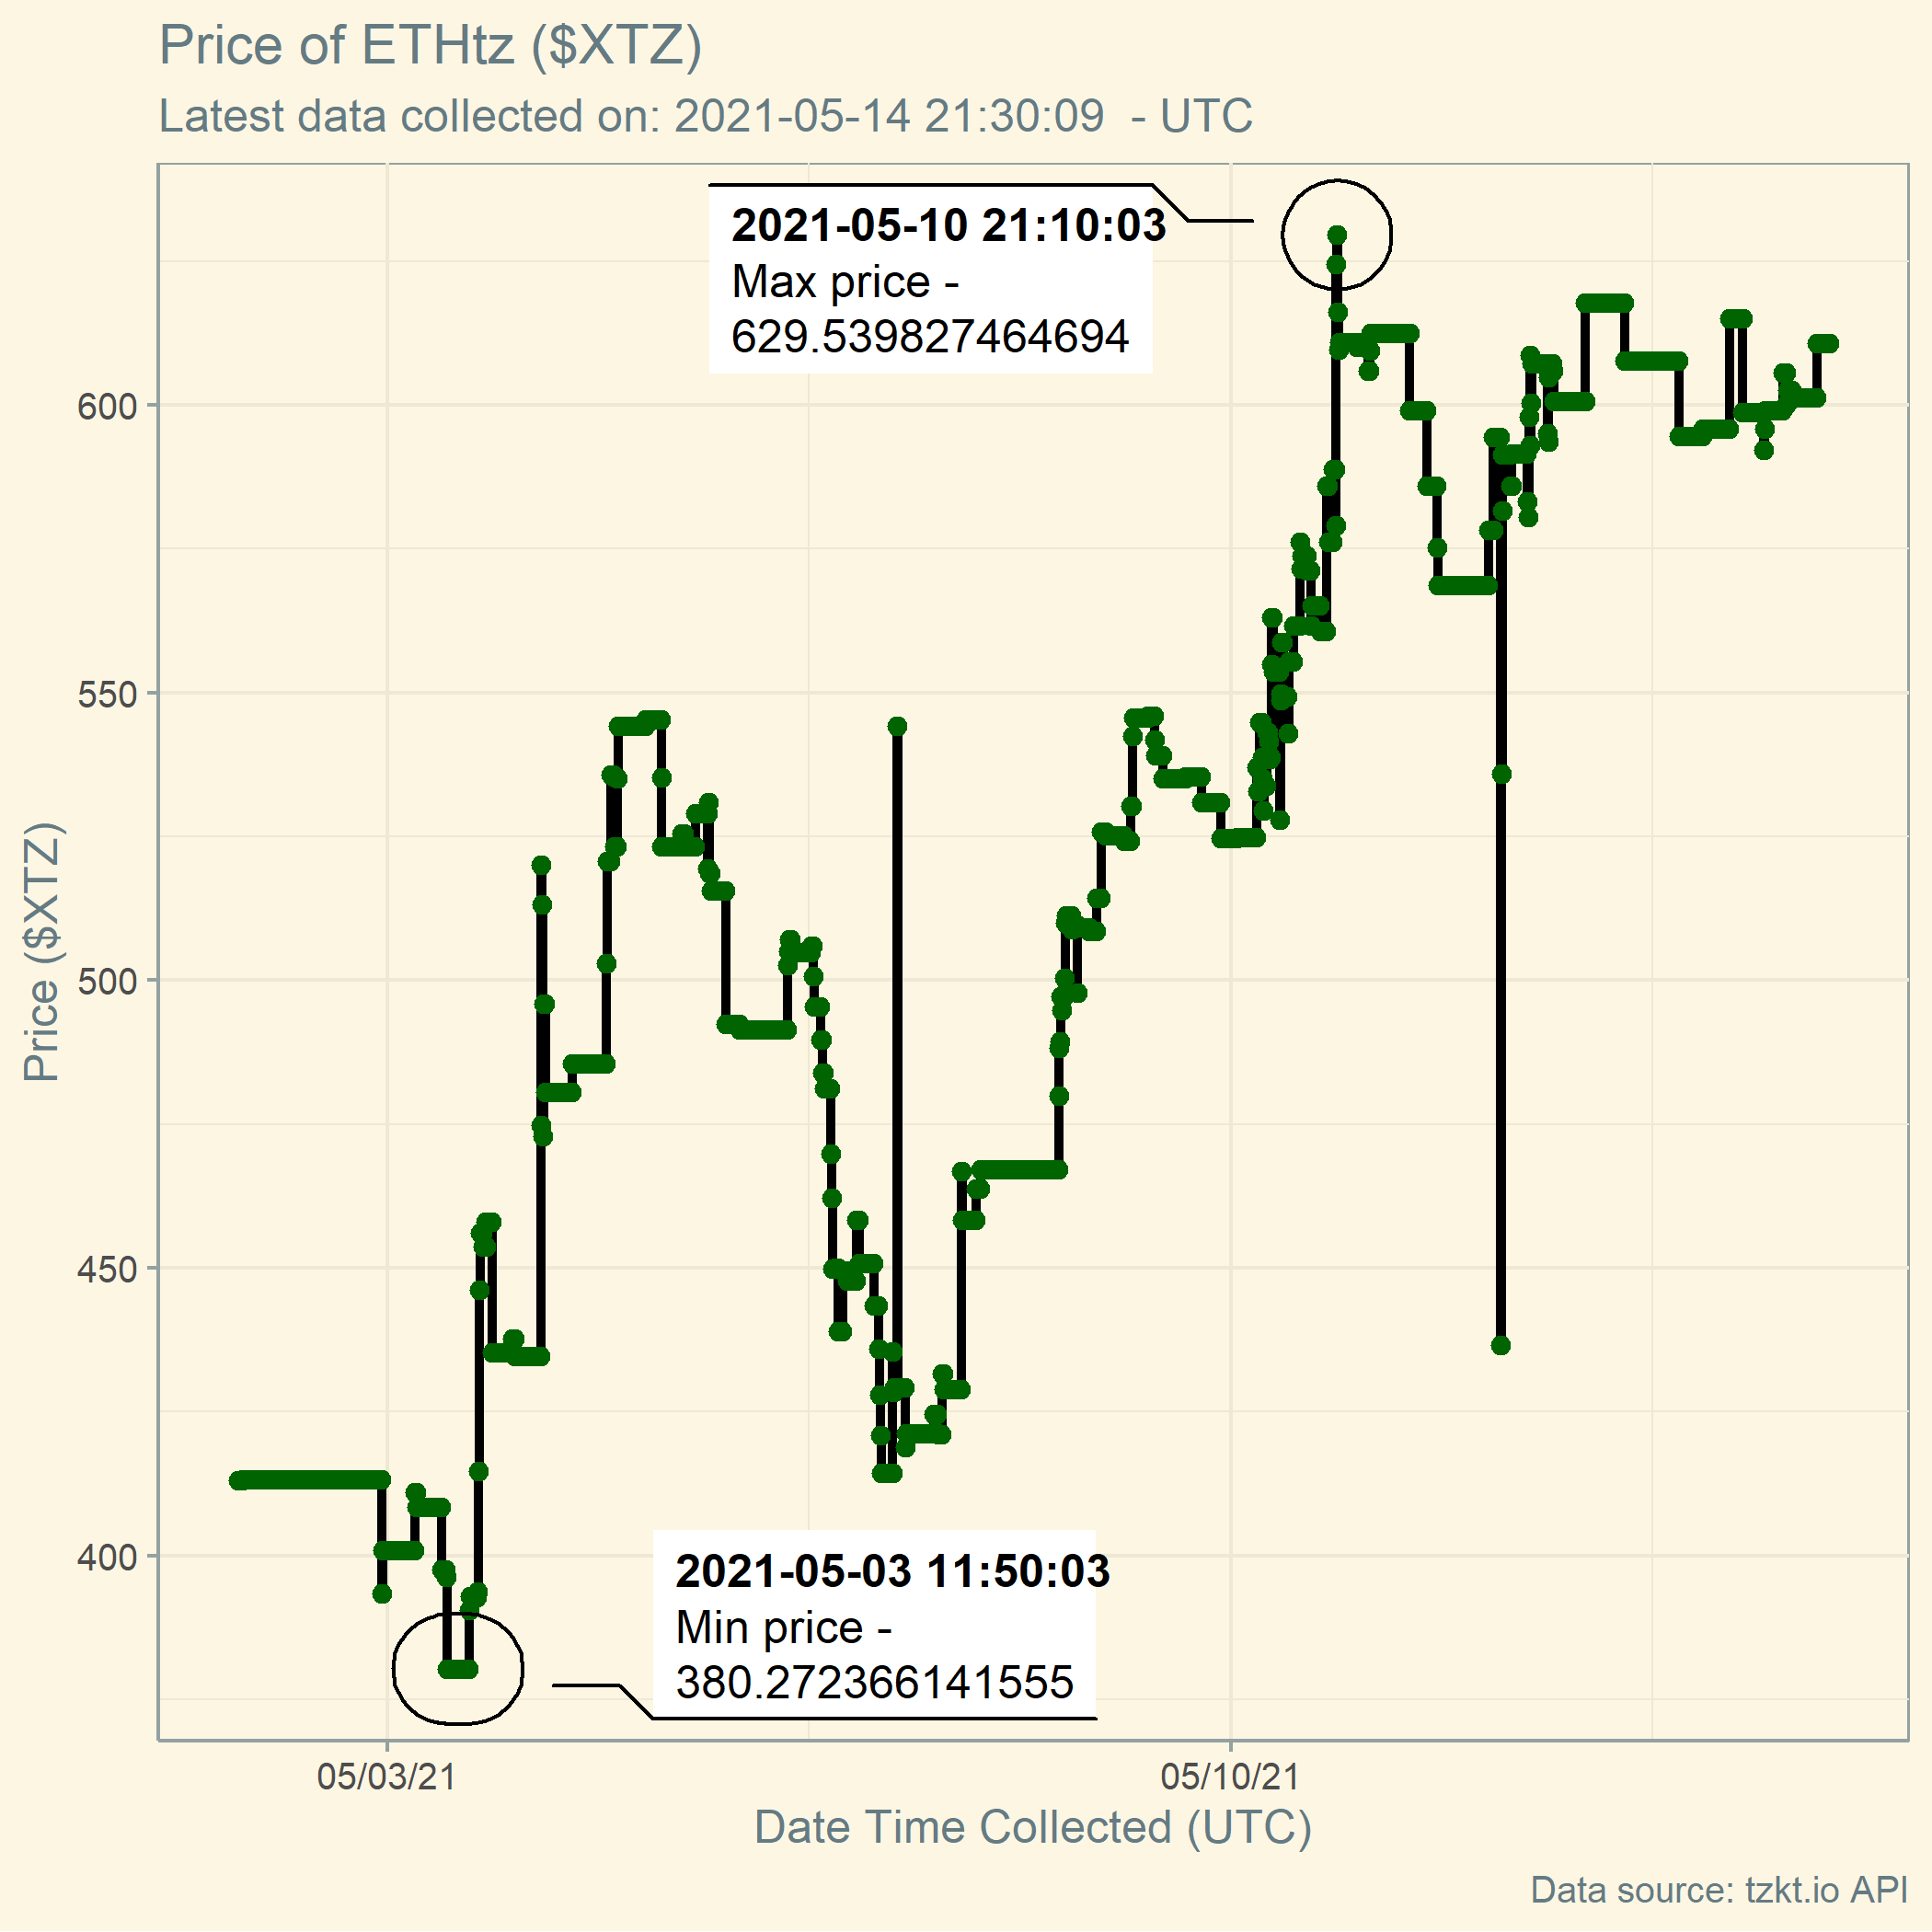 Price of ETHtz ($XTZ)
Latest data collected on: 2021-05-14 21:30:09  - UTC
2021-05-10 21:10:03
Max price -
629.539827464694
600
550
500
450
400
Price ($XTZ)
2021-05-03 11:50:03
Min price -
380.272366141555
05/03/21
05/10/21
Date Time Collected (UTC)
Data source: tzkt.io API